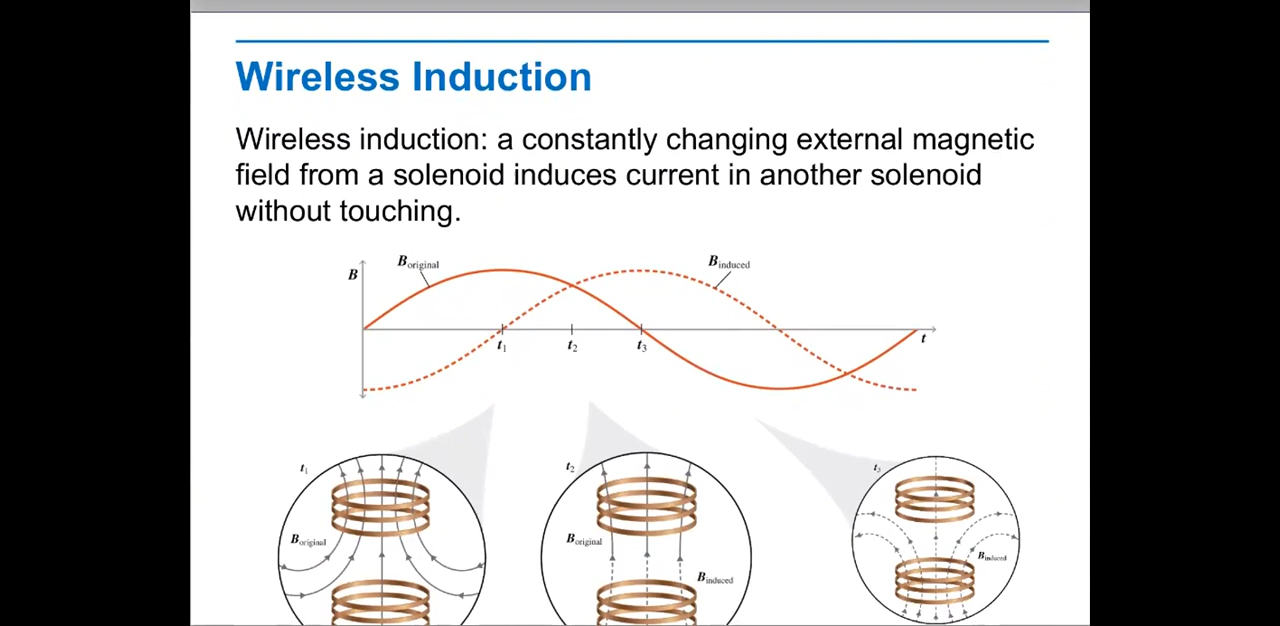 Wireless Induction
Wireless induction: a constantly changing external magnetic
field from a solenoid induces current in another solenoid
without touching.
B
B original
B induced
t1
t2
t3
t
t1
B original
t2
B original
B induced
t3
B induced